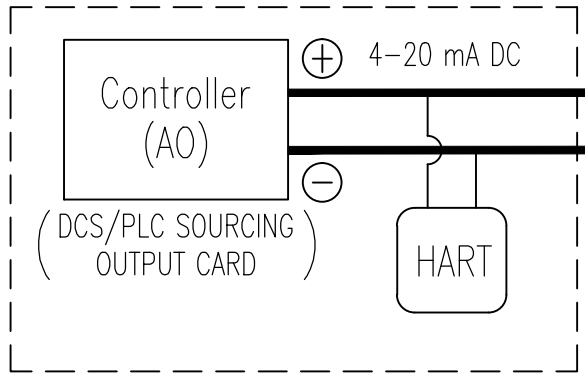 + 4-20 mA DC
Controller
(AO)
−
(DCS/PLC SOURCING
OUTPUT CARD)
HART